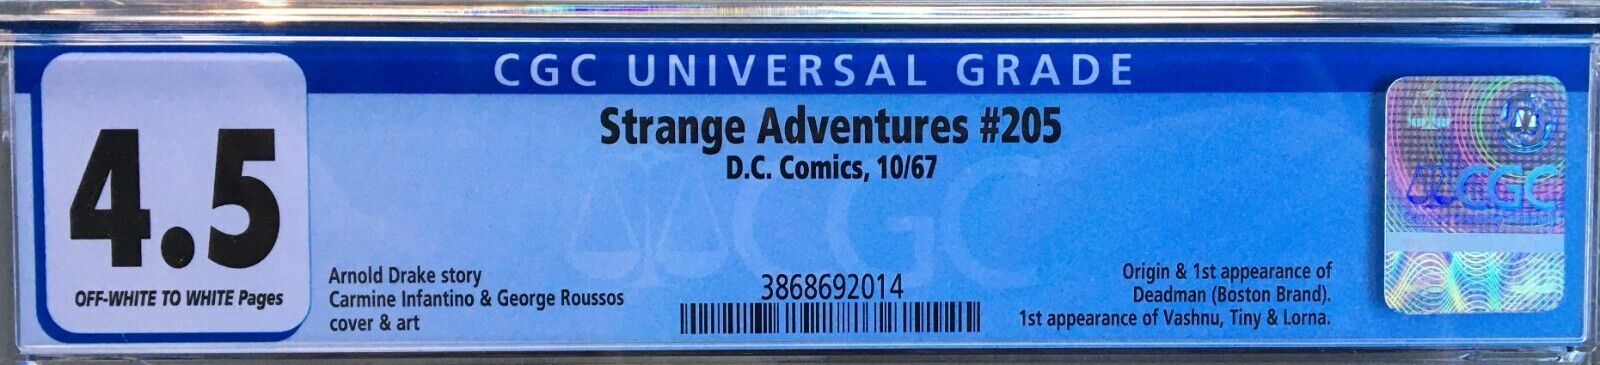 CGC UNIVERSAL GRADE
4.5
OFF-WHITE TO WHITE Pages
Strange Adventures #205
D.C. Comics, 10/67
Arnold Drake story
Carmine Infantino & George Roussos
cover & art
3868692014
Origin & 1st appearance of
Deadman (Boston Brand).
1st appearance of Vashnu, Tiny & Lorna.
CGC
CGC